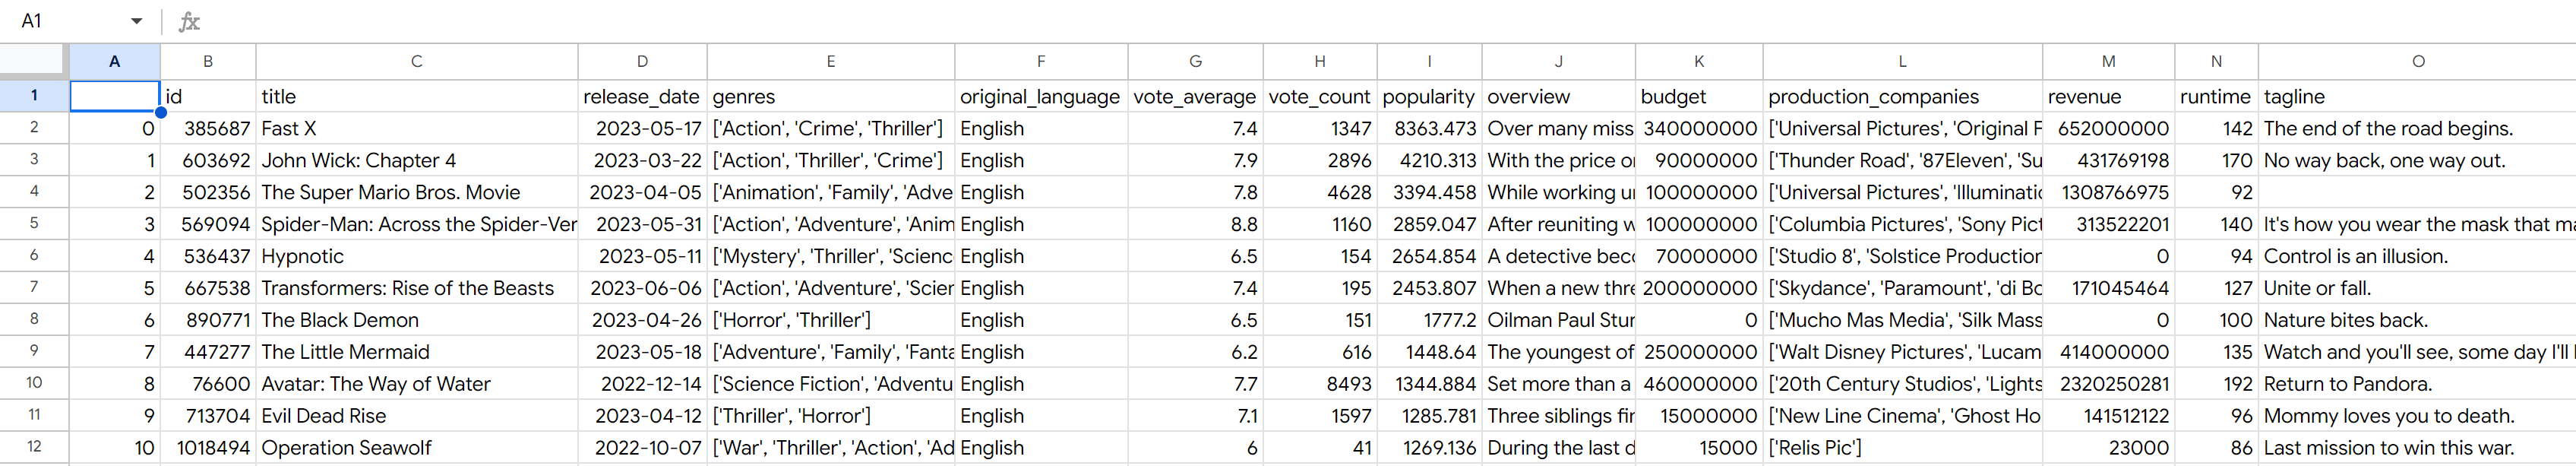 A1 fx
A B C D E F G H I J K L M N O
1 id title release_date genres original_language vote_average vote_count popularity overview budget production_companies revenue runtime tagline
2 0 385687 Fast X 2023-05-17 ['Action', 'Crime', 'Thriller'] English 7.4 1347 8363.473 Over many miss 340000000 ['Universal Pictures', 'Original F 652000000 142 The end of the road begins.
3 1 603692 John Wick: Chapter 4 2023-03-22 ['Action', 'Thriller', 'Crime'] English 7.9 2896 4210.313 With the price o 90000000 ['Thunder Road', '87Eleven', 'Su 431769198 170 No way back, one way out.
4 2 502356 The Super Mario Bros. Movie 2023-04-05 ['Animation', 'Family', 'Adve English 7.8 4628 3394.458 While working u 100000000 ['Universal Pictures', 'Illuminatio 1308766975 92
5 3 569094 Spider-Man: Across the Spider-Ver 2023-05-31 ['Action', 'Adventure', 'Anim English 8.8 1160 2859.047 After reuniting w 100000000 ['Columbia Pictures', 'Sony Pict 313522201 140 It's how you wear the mask that ma
6 4 536437 Hypnotic 2023-05-11 ['Mystery', 'Thriller', 'Scienc English 6.5 154 2654.854 A detective bec 70000000 ['Studio 8', 'Solstice Production 0 94 Control is an illusion.
7 5 667538 Transformers: Rise of the Beasts 2023-06-06 ['Action', 'Adventure', 'Scier English 7.4 195 2453.807 When a new thre 200000000 ['Skydance', 'Paramount', 'di Bo 171045464 127 Unite or fall.
8 6 890771 The Black Demon 2023-04-26 ['Horror', 'Thriller'] English 6.5 151 1777.2 Oilman Paul Stur 0 ['Mucho Mas Media', 'Silk Mass 0 100 Nature bites back.
9 7 447277 The Little Mermaid 2023-05-18 ['Adventure', 'Family', 'Fanta English 6.2 616 1448.64 The youngest of 250000000 ['Walt Disney Pictures', 'Lucam 414000000 135 Watch and you'll see, some day I'll
10 8 76600 Avatar: The Way of Water 2022-12-14 ['Science Fiction', 'Adventu English 7.7 8493 1344.884 Set more than a 460000000 ['20th Century Studios', 'Lights 2320250281 192 Return to Pandora.
11 9 713704 Evil Dead Rise 2023-04-12 ['Thriller', 'Horror'] English 7.1 1597 1285.781 Three siblings fi 15000000 ['New Line Cinema', 'Ghost Ho 141512122 96 Mommy loves you to death.
12 10 1018494 Operation Seawolf 2022-10-07 ['War', 'Thriller', 'Action', 'Ad English 6 41 1269.136 During the last d 15000 ['Relis Pic'] 23000 86 Last mission to win this war.